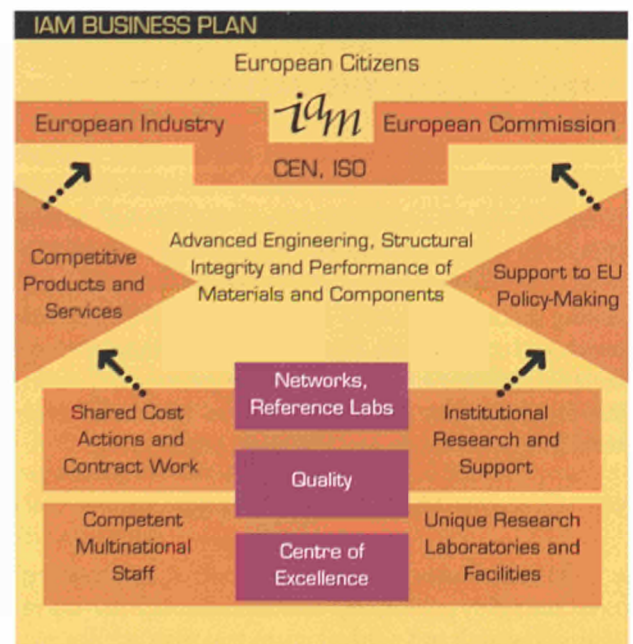 IAM BUSINESS PLAN
European Citizens
European Industry
iam
European Commission
CEN, ISO
Competitive
Products and
Services
Advanced Engineering, Structural
Integrity and Performance of
Materials and Components
Support to EU
Policy-Making
Networks,
Reference Labs
Shared Cost
Actions and
Contract Work
Institutional
Research and
Support
Quality
Competent
Multinational
Staff
Centre of
Excellence
Unique Research
Laboratories and
Facilities